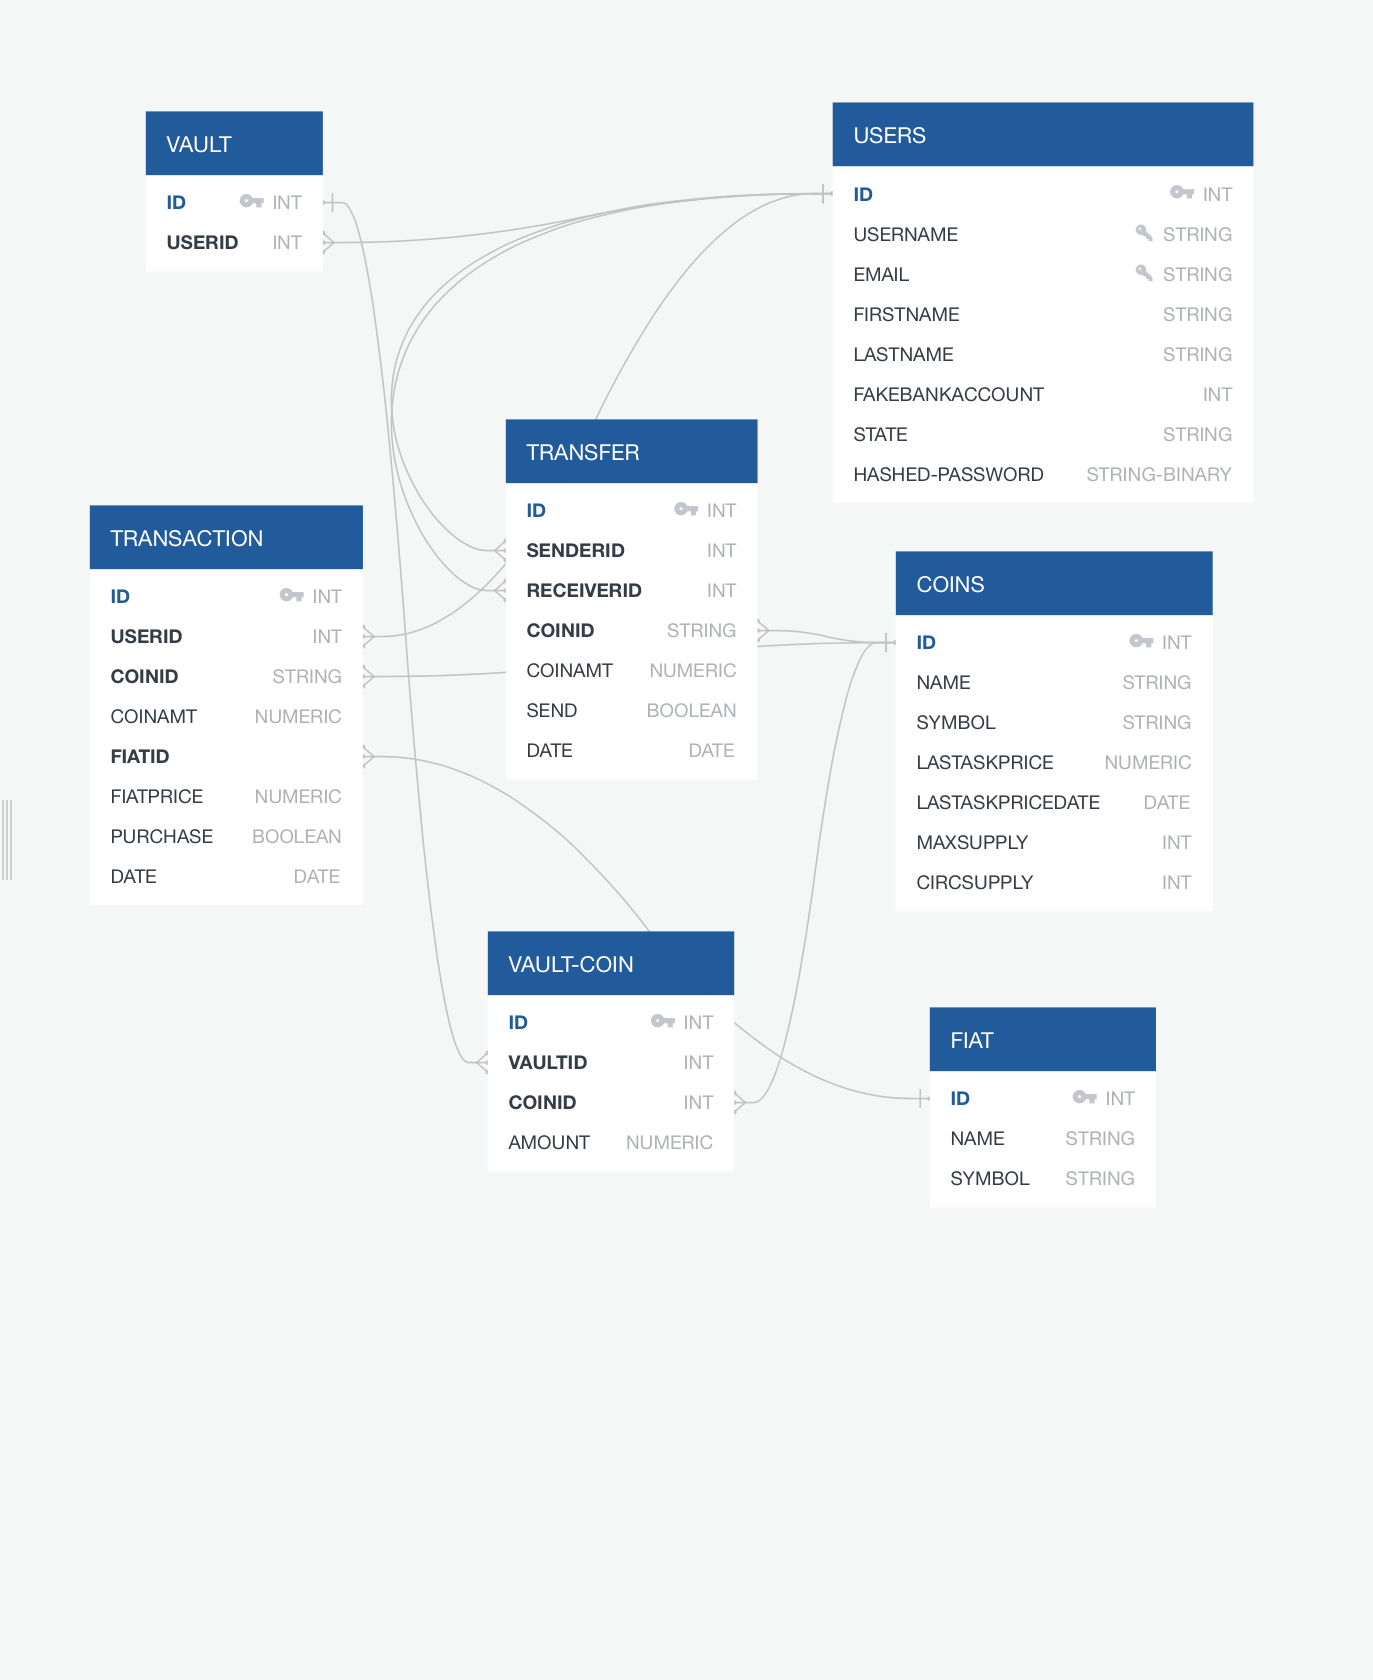 VAULT
ID INT
USERID INT
USERS
ID INT
USERNAME STRING
EMAIL STRING
FIRSTNAME STRING
LASTNAME STRING
FAKEBANKACCOUNT INT
STATE STRING
HASHED-PASSWORD STRING-BINARY
TRANSFER
ID INT
SENDERID INT
RECEIVERID INT
COINID STRING
COINAMT NUMERIC
SEND BOOLEAN
DATE DATE
TRANSACTION
ID INT
USERID INT
COINID STRING
COINAMT NUMERIC
FIATID
FIATPRICE NUMERIC
PURCHASE BOOLEAN
DATE DATE
COINS
ID INT
NAME STRING
SYMBOL STRING
LASTASKPRICE NUMERIC
LASTASKPRICEDATE DATE
MAXSUPPLY INT
CIRCSUPPLY INT
VAULT-COIN
ID INT
VAULTID INT
COINID INT
AMOUNT NUMERIC
FIAT
ID INT
NAME STRING
SYMBOL STRING